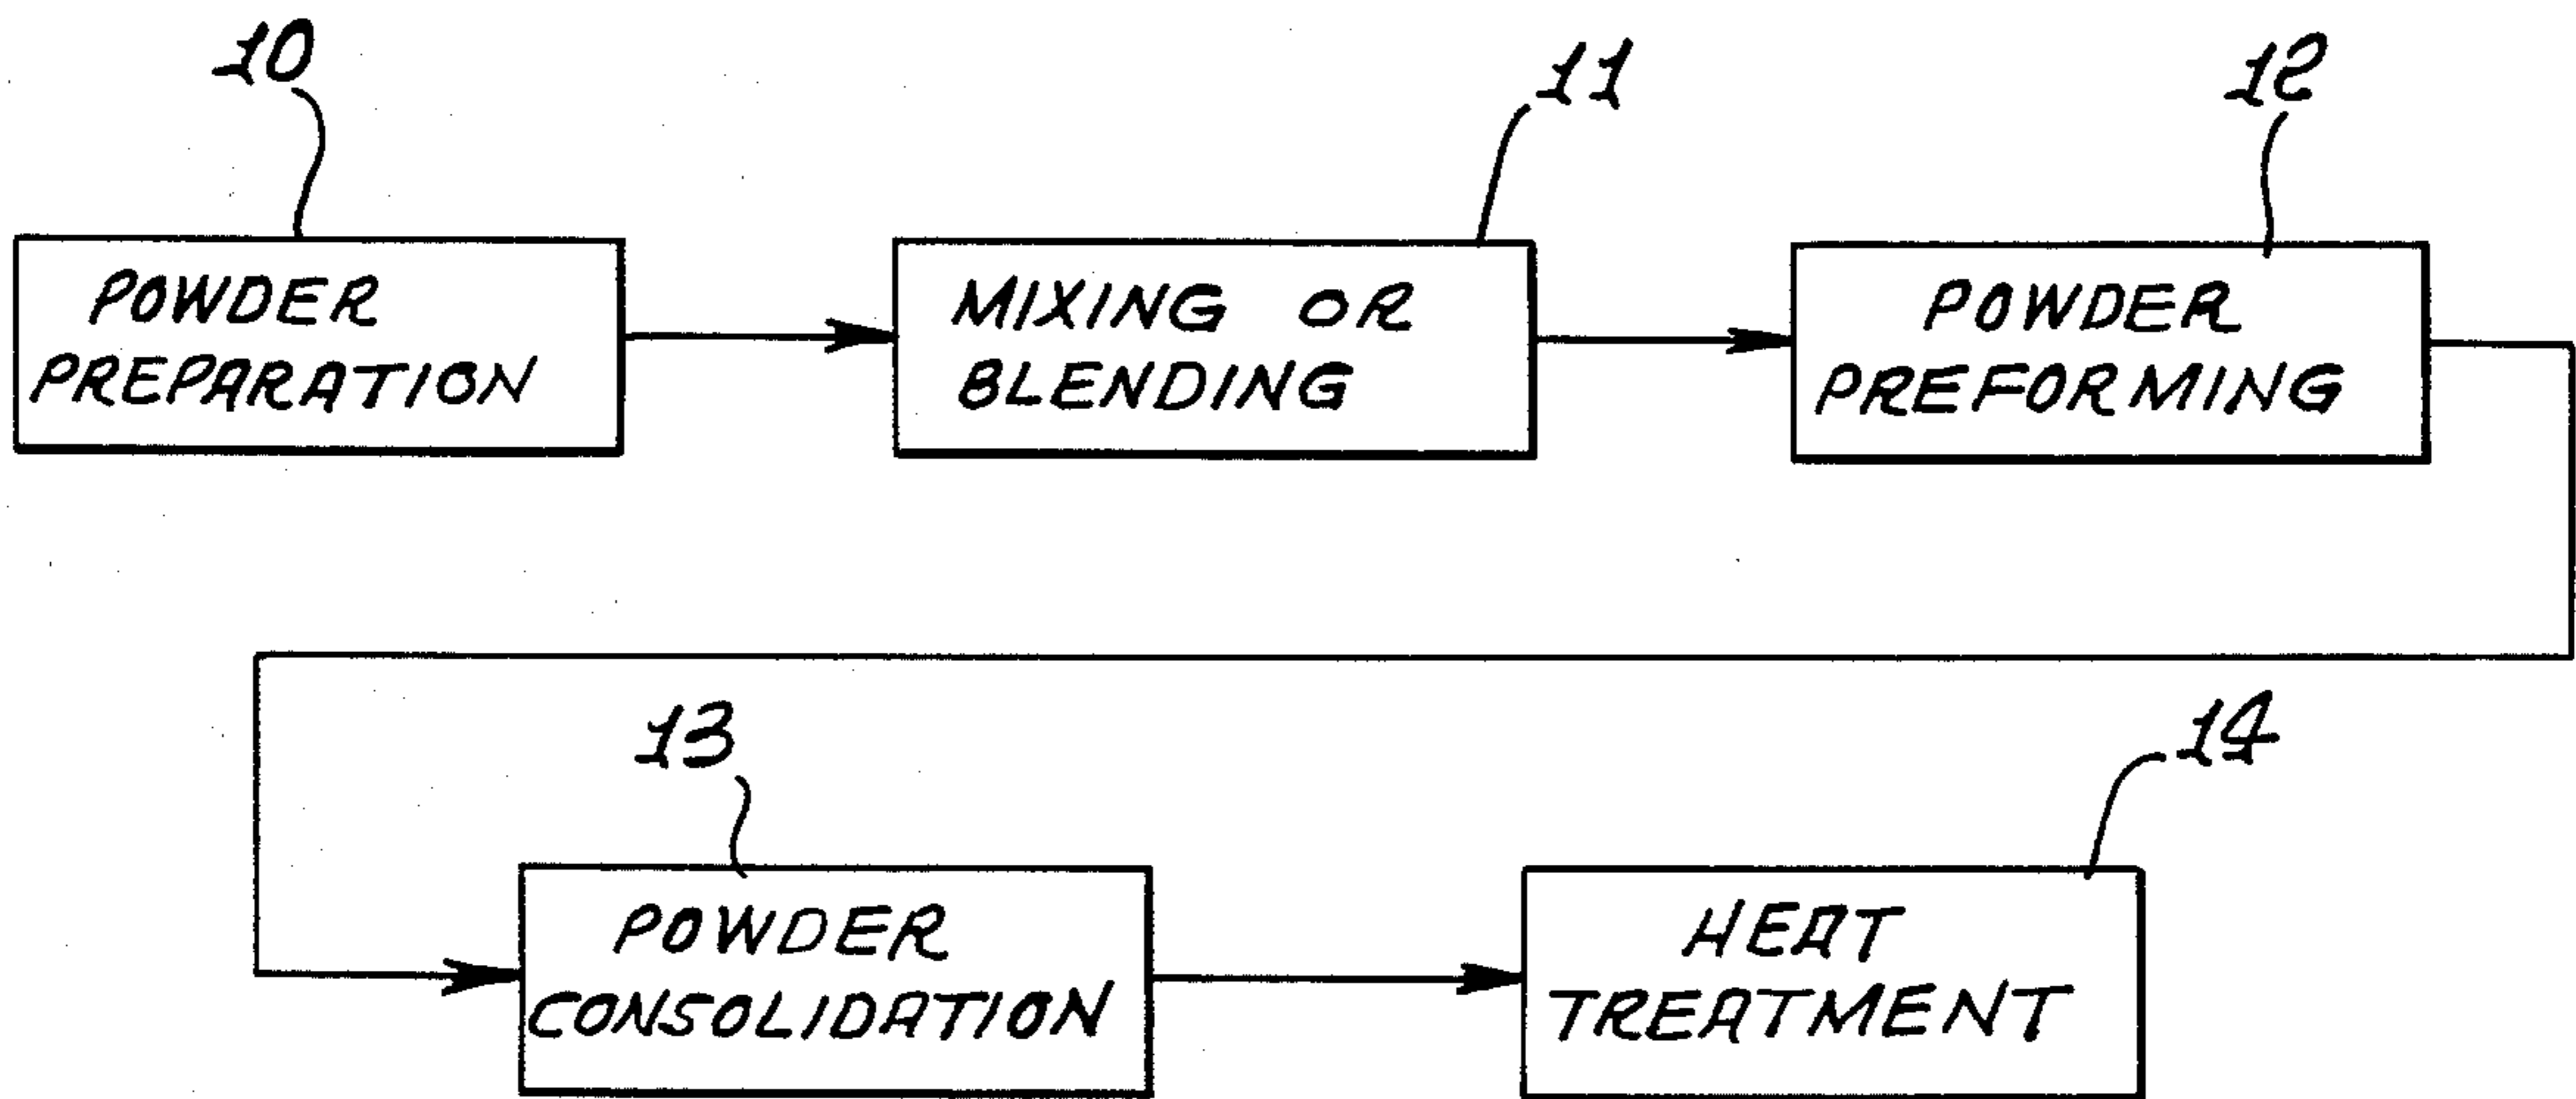 10
11
12
POWDER
PREPARATION
MIXING OR
BLENDING
POWDER
PREFORMING
13
14
POWDER
CONSOLIDATION
HEAT
TREATMENT